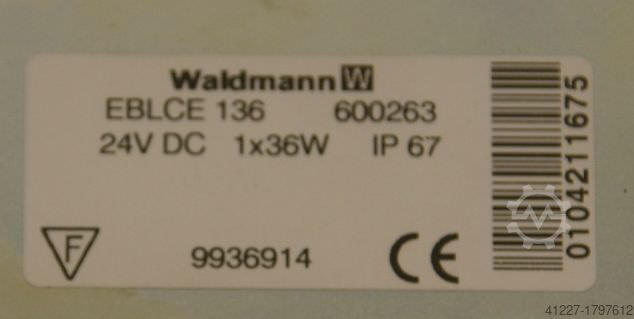 Waldmann W
EBLCE 136 600263
24V DC 1x36W IP 67
F
9936914
CE
0104211675
41227-1797612